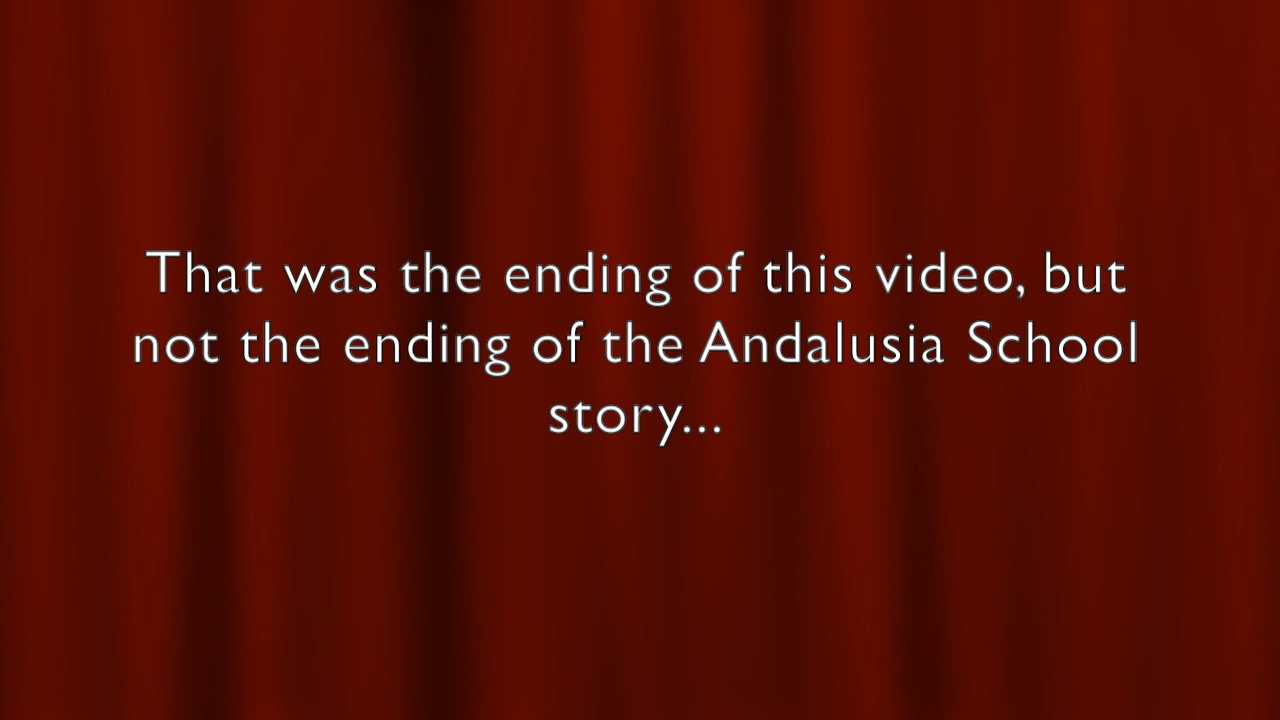 That was the ending of this video, but
not the ending of the Andalusia School
story...